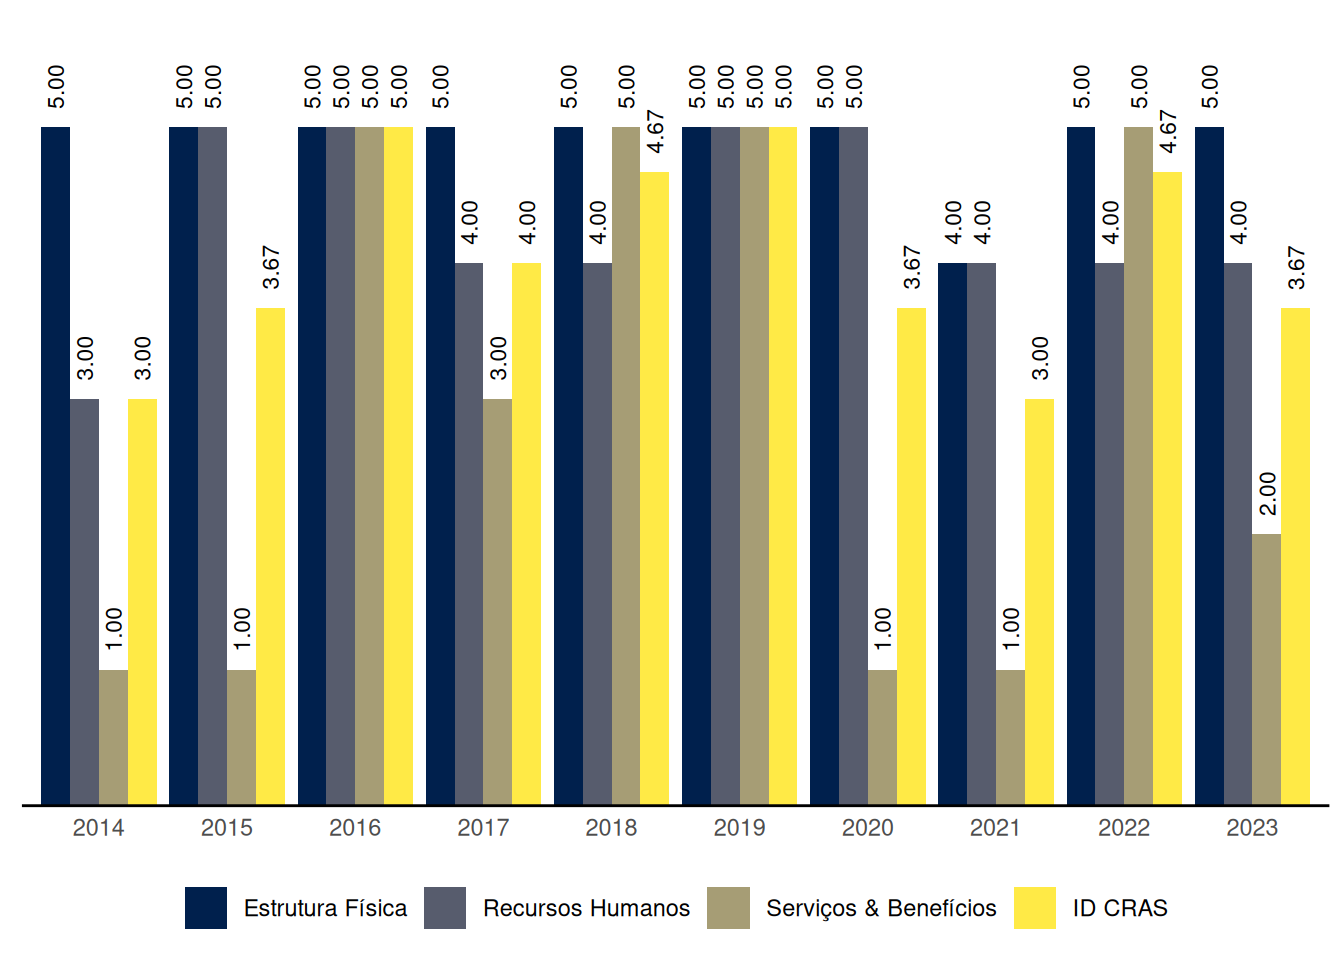 5.00 3.00 1.00 3.00
5.00 5.00 1.00 3.67
5.00 5.00 5.00 5.00
5.00 4.00 3.00 4.00
5.00 4.00 5.00 4.67
5.00 5.00 5.00 5.00
5.00 5.00 1.00 3.67
4.00 4.00 1.00 3.00
5.00 4.00 5.00 4.67
5.00 4.00 2.00 3.67
2014 2015 2016 2017 2018 2019 2020 2021 2022 2023
Estrutura Física Recursos Humanos Serviços & Benefícios ID CRAS